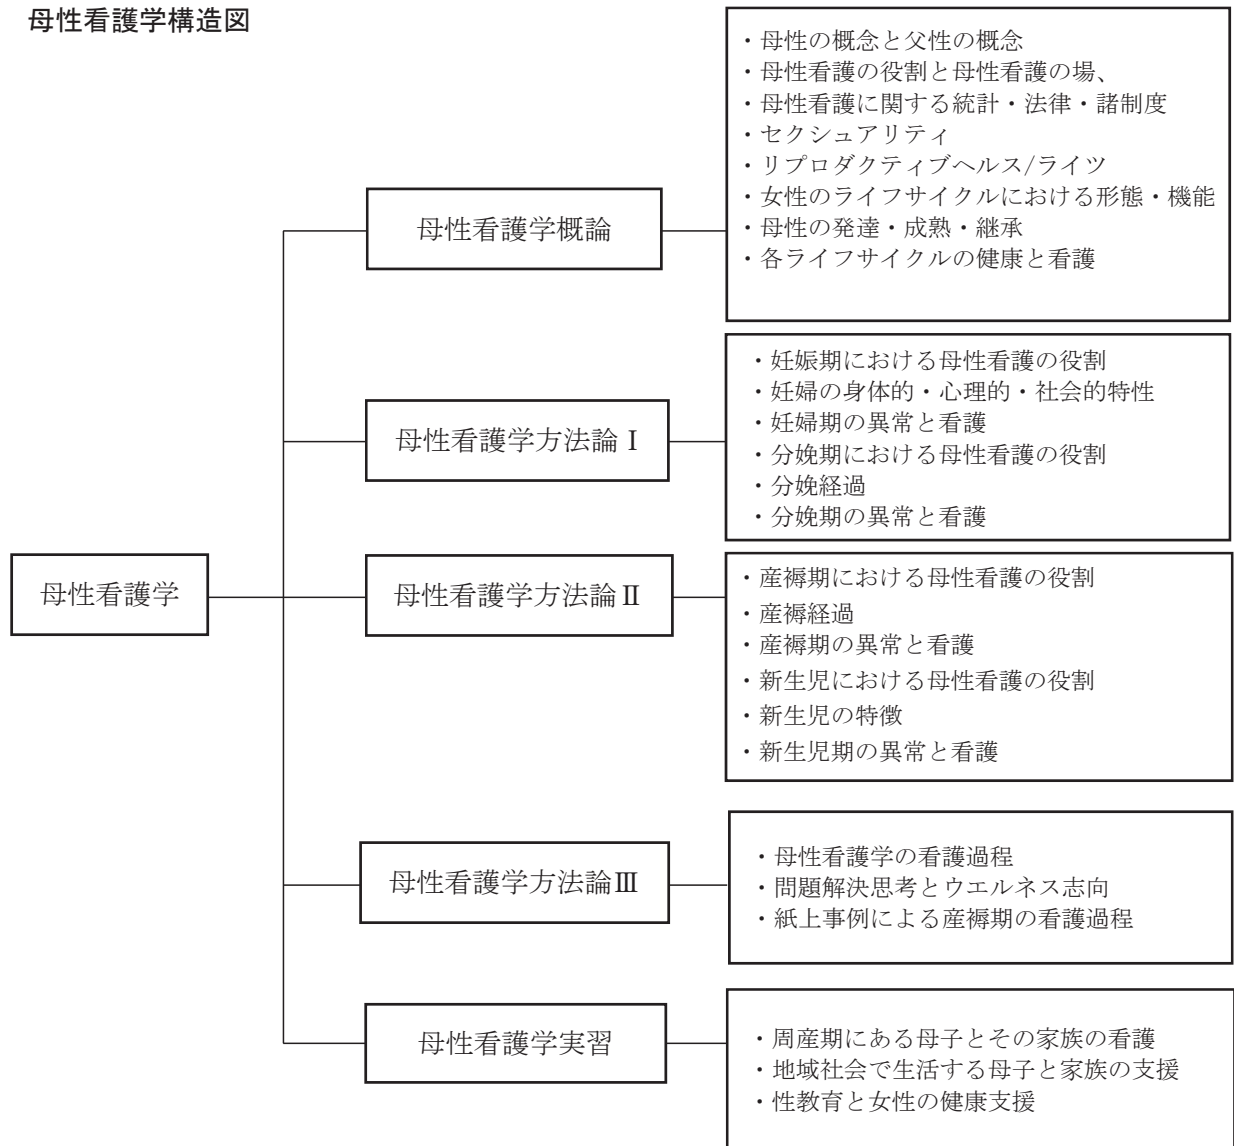 母性看護学構造図
・母性の概念と父性の概念
・母性看護の役割と母性看護の場、
・母性看護に関する統計・法律・諸制度
・セクシュアリティ
・リプロダクティブヘルス/ライツ
・女性のライフサイクルにおける形態・機能
・母性の発達・成熟・継承
・各ライフサイクルの健康と看護
母性看護学概論
・妊娠期における母性看護の役割
・妊婦の身体的・心理的・社会的特性
・妊婦期の異常と看護
・分娩期における母性看護の役割
・分娩経過
・分娩期の異常と看護
母性看護学方法論Ⅰ
母性看護学
母性看護学方法論Ⅱ
・産褥期における母性看護の役割
・産褥経過
・産褥期の異常と看護
・新生児における母性看護の役割
・新生児の特徴
・新生児期の異常と看護
母性看護学方法論Ⅲ
・母性看護学の看護過程
・問題解決思考とウエルネス志向
・紙上事例による産褥期の看護過程
母性看護学実習
・周産期にある母子とその家族の看護
・地域社会で生活する母子と家族の支援
・性教育と女性の健康支援